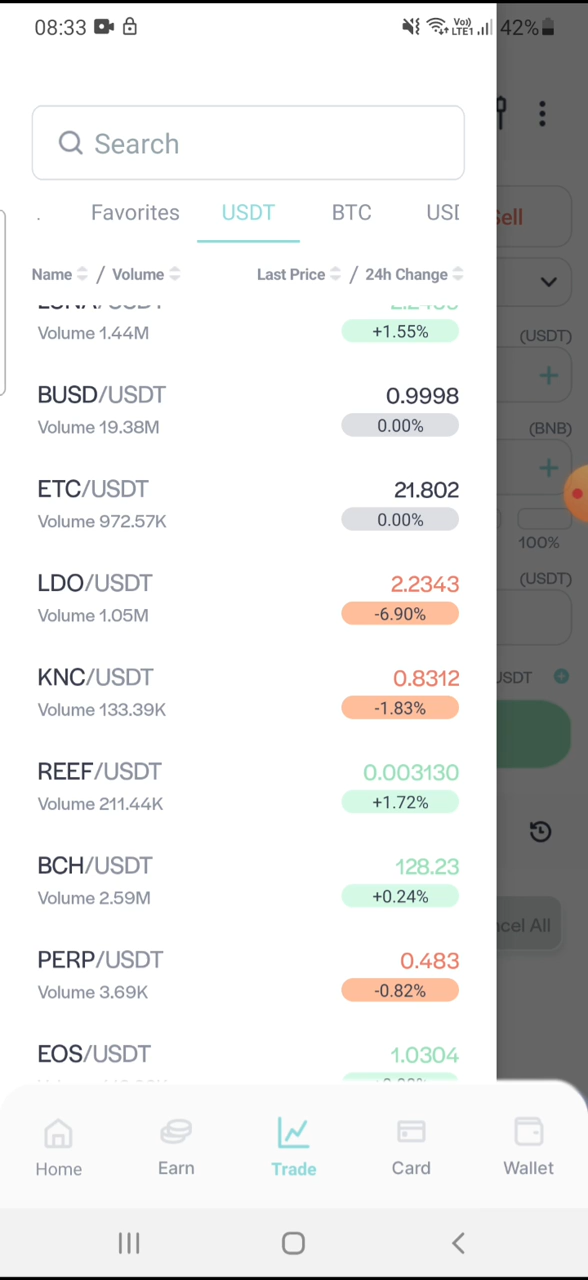 08:33
Vo)) LTE1 42%
Search
Sell
. Favorites USDT BTC
Name / Volume Last Price / 24h Change
Volume 1.44M +1.55%
(USDT)
BUSD/USDT 0.9998
Volume 19.38M 0.00%
(BNB)
ETC/USDT 21.802
Volume 972.57K 0.00%
100%
LDO/USDT 2.2343
(USDT)
Volume 1.05M -6.90%
KNC/USDT 0.8312
USDT
Volume 133.39K -1.83%
REEF/USDT 0.003130
Volume 211.44K +1.72%
BCH/USDT 128.23
Volume 2.59M +0.24%
ncel All
PERP/USDT 0.483
Volume 3.69K -0.82%
EOS/USDT 1.0304
Home Earn Trade Card Wallet